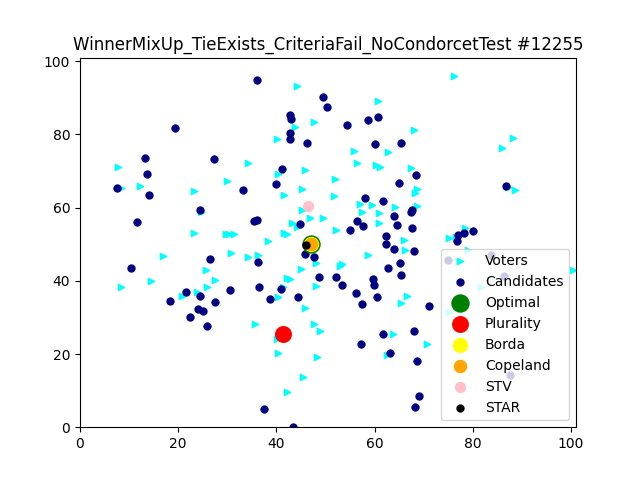 WinnerMixUp_TieExists_CriteriaFail_NoCondorcetTest #12255
100
80
60
40
20
0
Voters
Candidates
Optimal
Plurality
Borda
Copeland
STV
STAR
0 20 40 60 80 100